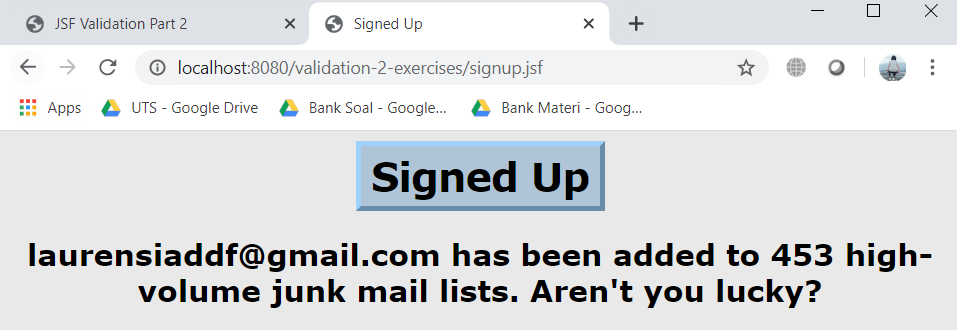 JSF Validation Part 2
Signed Up
localhost:8080/validation-2-exercises/signup.jsf
Apps
UTS - Google Drive
Bank Soal - Google...
Bank Materi - Goog...
Signed Up
laurensiaddf@gmail.com has been added to 453 high-
volume junk mail lists. Aren't you lucky?